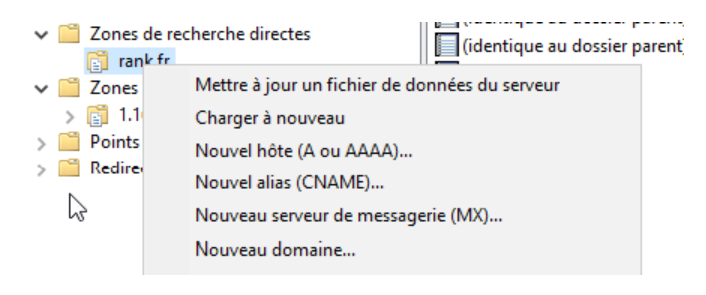 Zones de recherche directes
(identique au dossier parent)
rank.fr
Zones
Mettre à jour un fichier de données du serveur
1.1
Charger à nouveau
Points
Nouvel hôte (A ou AAAA)...
Nouvel alias (CNAME)...
Nouveau serveur de messagerie (MX)...
Nouveau domaine...